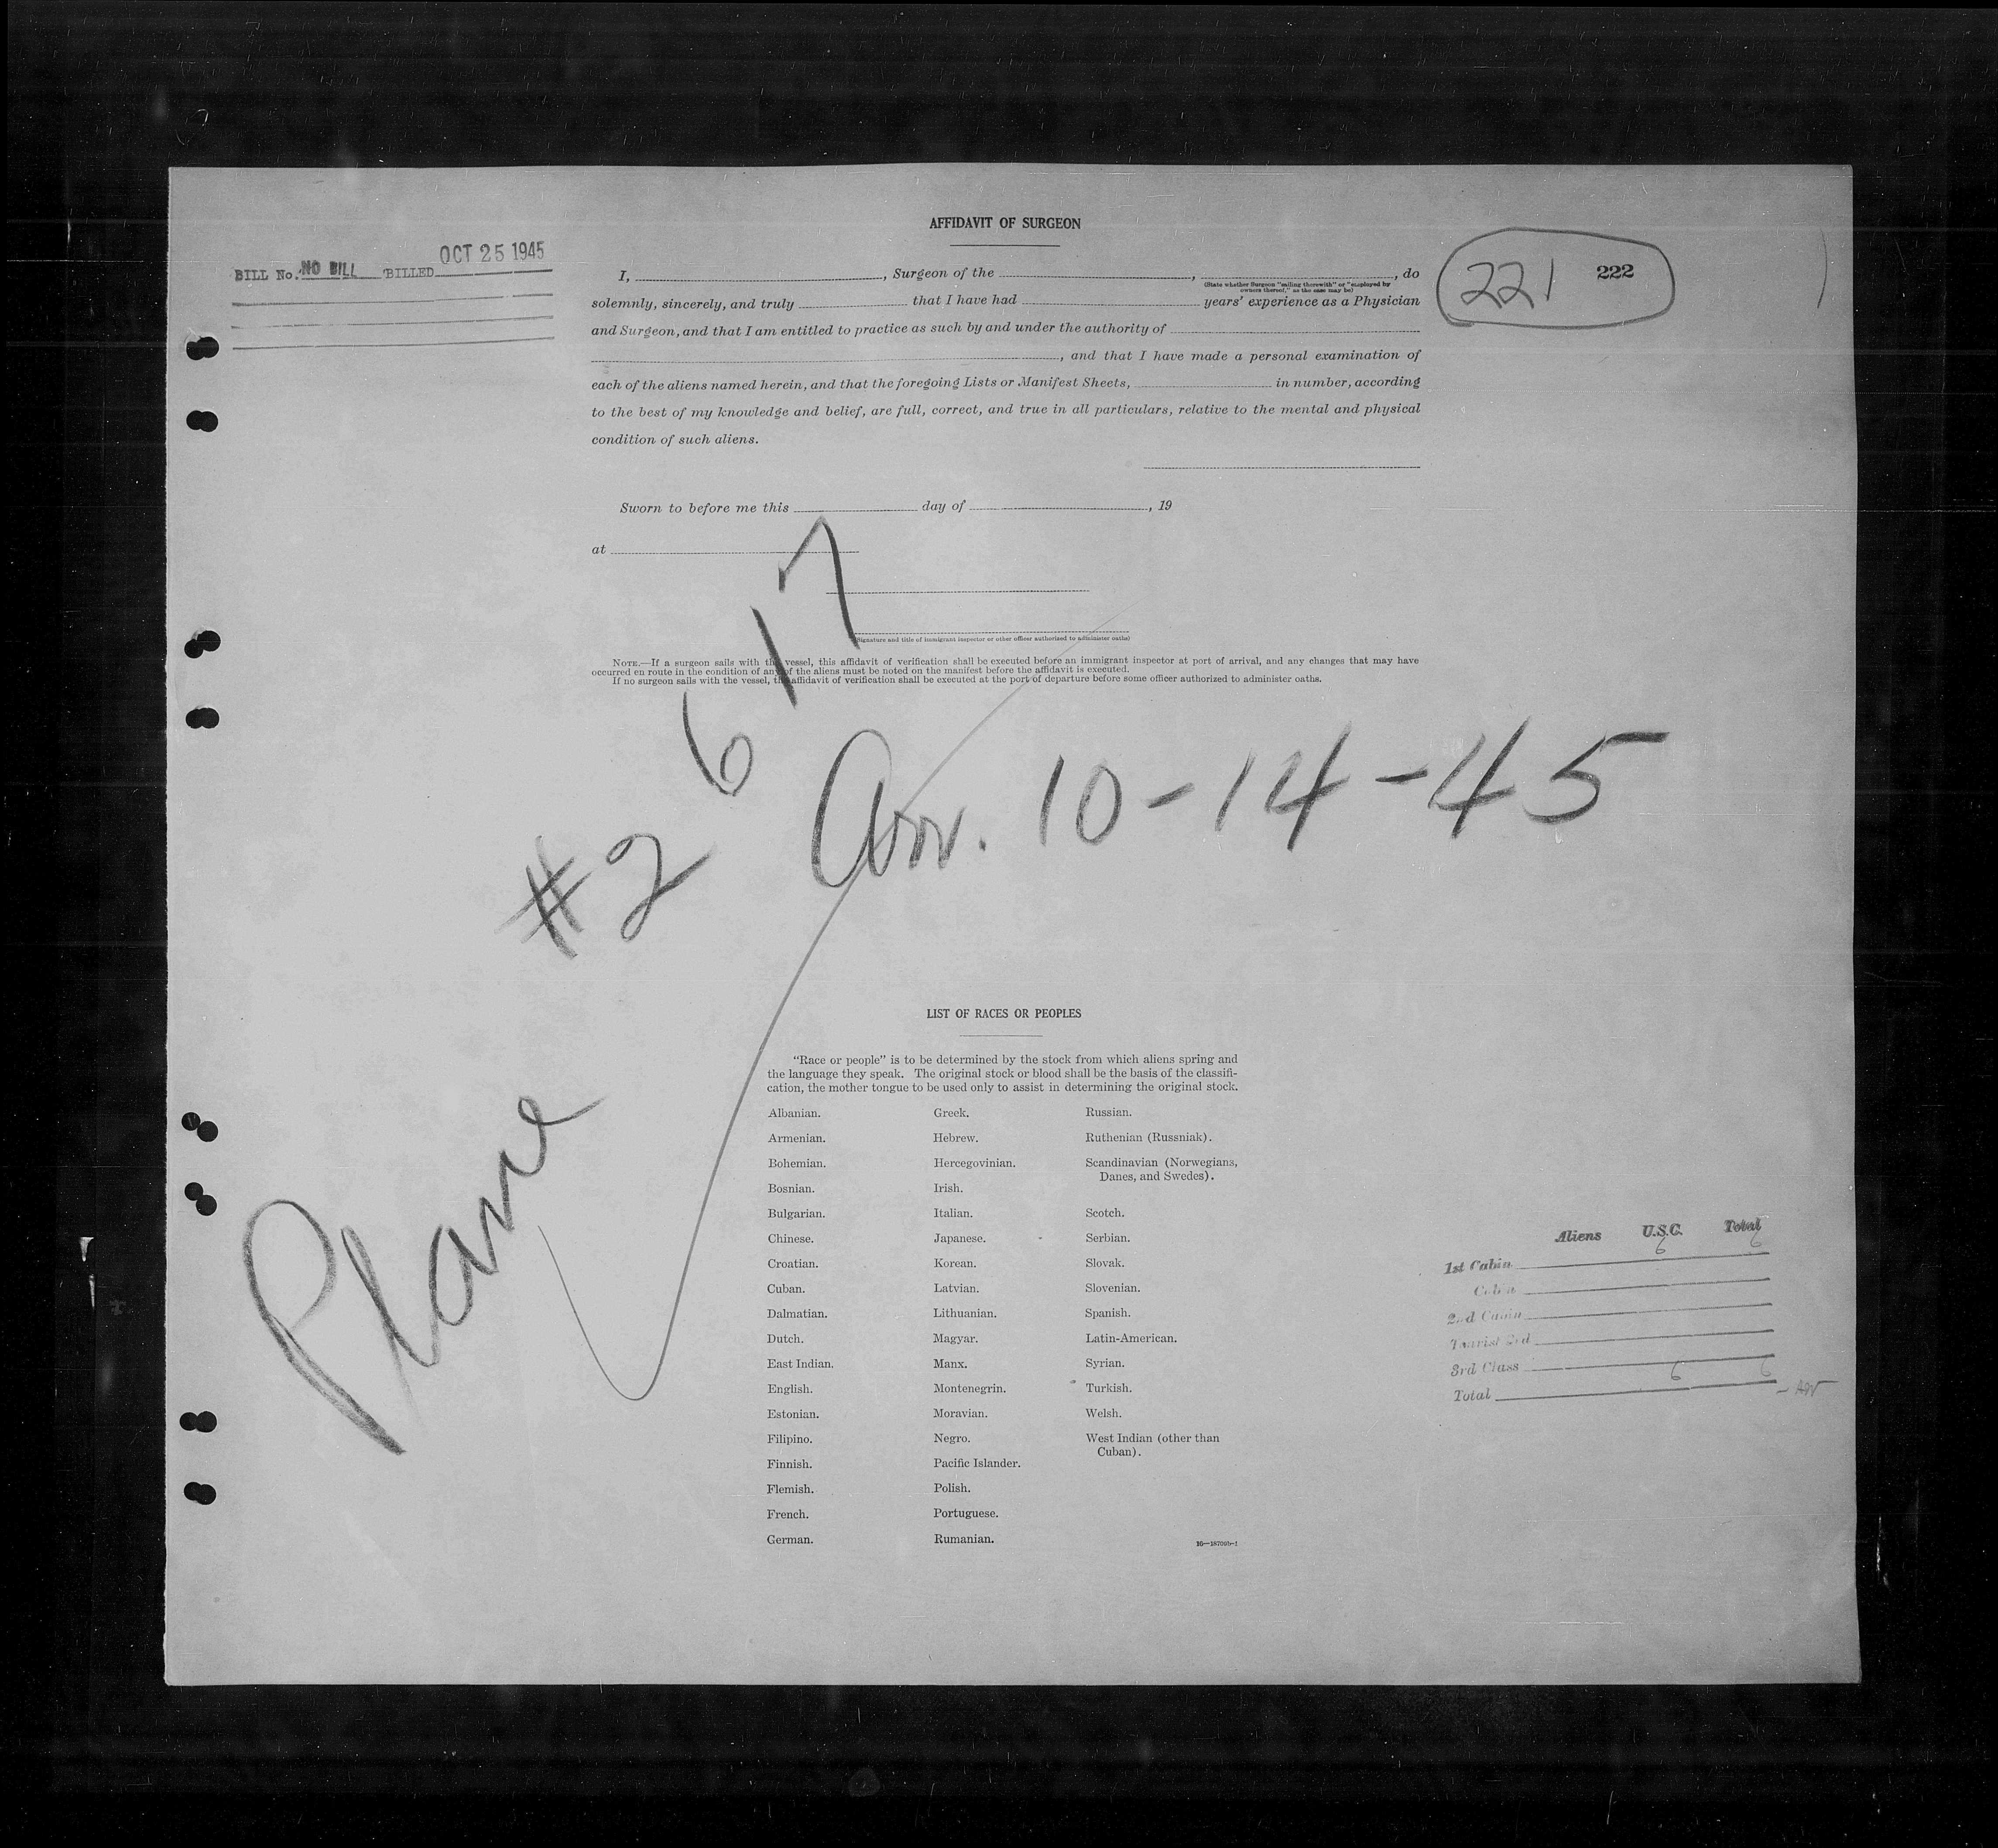 AFFIDAVIT OF SURGEON
BILL No. NO BILL BILLED OCT 25 1945
221 222
I, , Surgeon of the , , do
(State whether Surgeon "sailing therewith" or "employed by
owners thereof," as the case may be)
solemnly, sincerely, and truly that I have had years' experience as a Physician
and Surgeon, and that I am entitled to practice as such by and under the authority of
, and that I have made a personal examination of
each of the aliens named herein, and that the foregoing Lists or Manifest Sheets, in number, according
to the best of my knowledge and belief, are full, correct, and true in all particulars, relative to the mental and physical
condition of such aliens.
Sworn to before me this day of , 19
at
(Signature and title of immigrant inspector or other officer authorized to administer oaths)
NOTE.—If a surgeon sails with the vessel, this affidavit of verification shall be executed before an immigrant inspector at port of arrival, and any changes that may have
occurred en route in the condition of any of the aliens must be noted on the manifest before the affidavit is executed.
If no surgeon sails with the vessel, the affidavit of verification shall be executed at the port of departure before some officer authorized to administer oaths.
Plane #2617
Arr. 10-14-45
LIST OF RACES OR PEOPLES
"Race or people" is to be determined by the stock from which aliens spring and
the language they speak. The original stock or blood shall be the basis of the classifi-
cation, the mother tongue to be used only to assist in determining the original stock.
Albanian.
Armenian.
Bohemian.
Bosnian.
Bulgarian.
Chinese.
Croatian.
Cuban.
Dalmatian.
Dutch.
East Indian.
English.
Estonian.
Filipino.
Finnish.
Flemish.
French.
German.
Greek.
Hebrew.
Hercegovinian.
Irish.
Italian.
Japanese.
Korean.
Latvian.
Lithuanian.
Magyar.
Manx.
Montenegrin.
Moravian.
Negro.
Pacific Islander.
Polish.
Portuguese.
Rumanian.
Russian.
Ruthenian (Russniak).
Scandinavian (Norwegians,
Danes, and Swedes).
Scotch.
Serbian.
Slovak.
Slovenian.
Spanish.
Latin-American.
Syrian.
Turkish.
Welsh.
West Indian (other than
Cuban).
Aliens U.S.C. Total
1st Cabin 6 6
Cabin
2nd Cabin
Tourist 3rd
3rd Class
Total 6 6